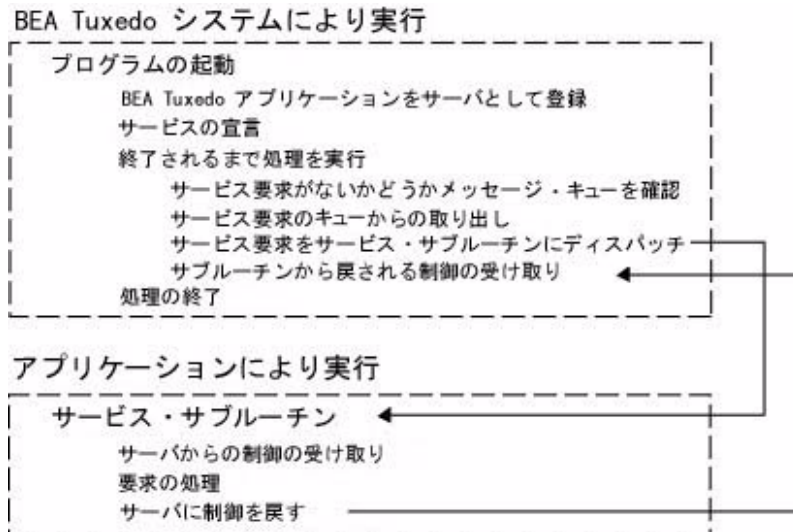 BEA Tuxedo システムにより実行
プログラムの起動
BEA Tuxedo アプリケーションをサーバとして登録
サービスの宣言
終了されるまで処理を実行
サービス要求がないかどうかメッセージ・キューを確認
サービス要求のキューからの取り出し
サービス要求をサービス・サブルーチンにディスパッチ
サブルーチンから戻される制御の受け取り
処理の終了
アプリケーションにより実行
サービス・サブルーチン
サーバからの制御の受け取り
要求の処理
サーバに制御を戻す